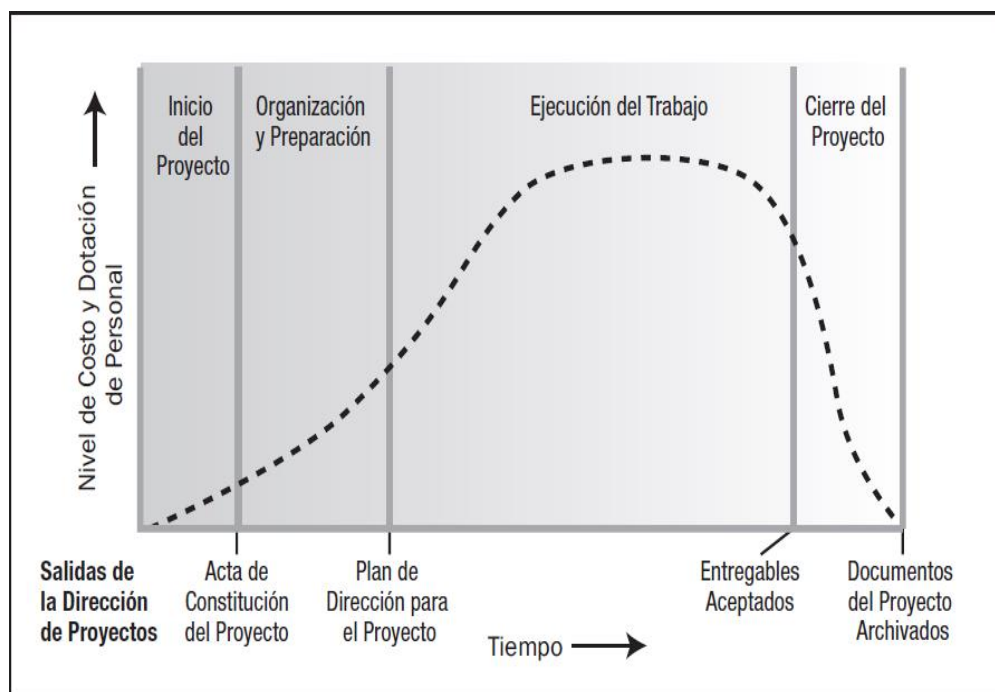 Inicio
del
Proyecto
Organización
y Preparación
Ejecución del Trabajo
Cierre del
Proyecto
Nivel de Costo y Dotación
de Personal
Salidas de
la Dirección
de Proyectos
Acta de
Constitución
del Proyecto
Plan de
Dirección para
el Proyecto
Entregables
Aceptados
Documentos
del Proyecto
Archivados
Tiempo